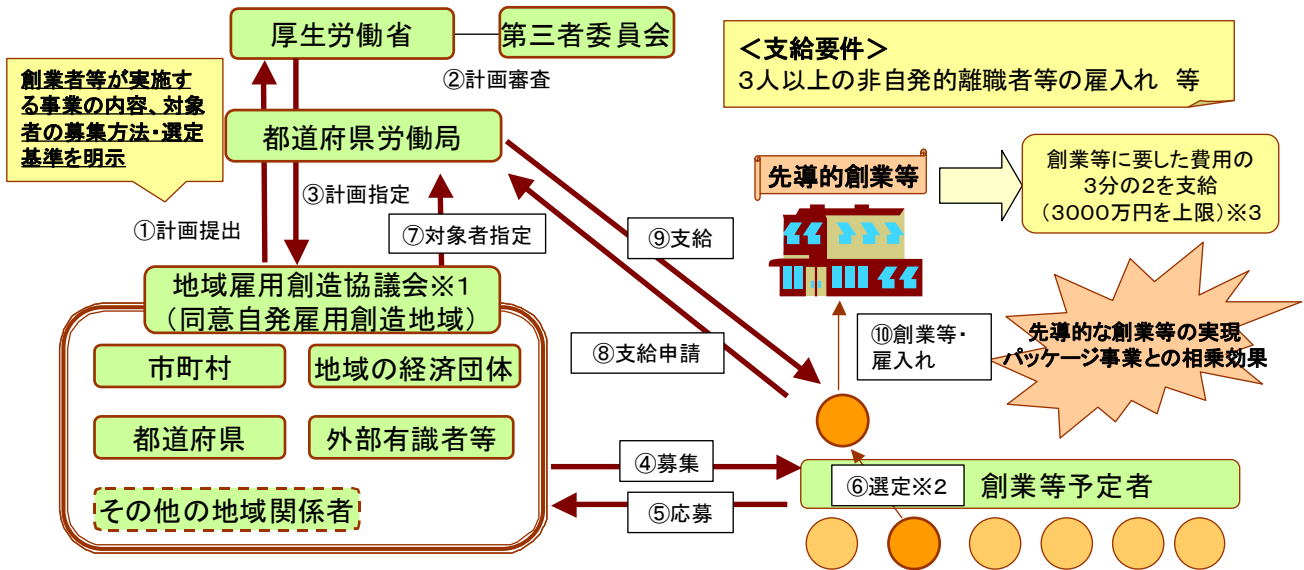 厚生労働省
第三者委員会
②計画審査
<支給要件>
3人以上の非自発的離職者等の雇入れ 等
創業者等が実施す
る事業の内容、対象
者の募集方法・選定
基準を明示
都道府県労働局
①計画提出
③計画指定
⑦対象者指定
⑨支給
⑧支給申請
先導的創業等
創業等に要した費用の
3分の2を支給
(3000万円を上限)※3
地域雇用創造協議会※1
(同意自発雇用創造地域)
市町村
地域の経済団体
都道府県
外部有識者等
その他の地域関係者
⑩創業等・
雇入れ
先導的な創業等の実現
パッケージ事業との相乗効果
④募集
⑤応募
⑥選定※2
創業等予定者